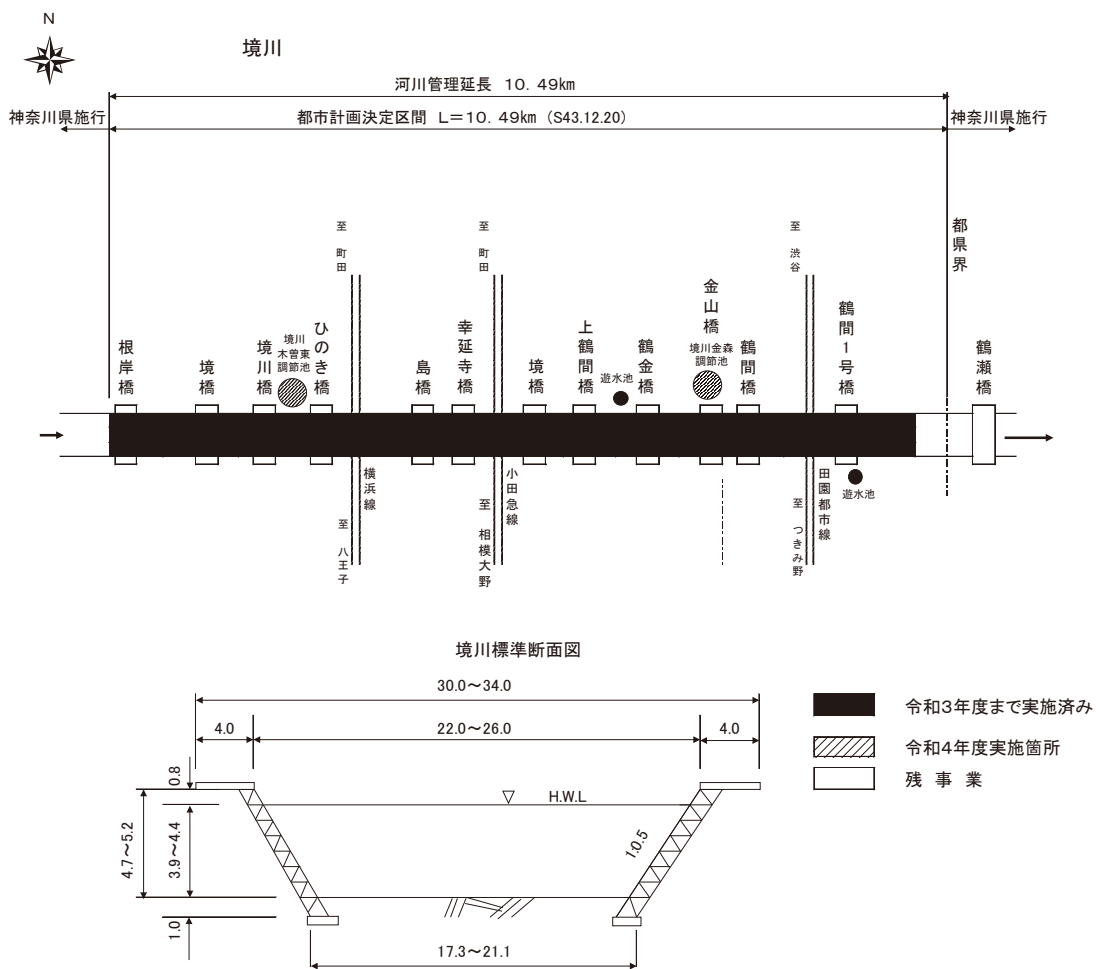 N
境川
河川管理延長 10.49km
神奈川県施行
都市計画決定区間 L=10.49km (S43.12.20)
神奈川県施行
都県界
至 町田
至 町田
至 渋谷
根岸橋
境橋
境川橋
境川木曽東調節池
ひのき橋
島橋
幸延寺橋
境橋
上鶴間橋
遊水池
鶴金橋
金山橋
境川金森調節池
鶴間橋
鶴間1号橋
鶴瀬橋
横浜線
至 八王子
小田急線
至 相模大野
田園都市線
至 つきみ野
遊水池
境川標準断面図
30.0~34.0
4.0
22.0~26.0
4.0
0.8
H.W.L
4.7~5.2
3.9~4.4
1:0.5
1.0
17.3~21.1
令和3年度まで実施済み
令和4年度実施箇所
残 事 業